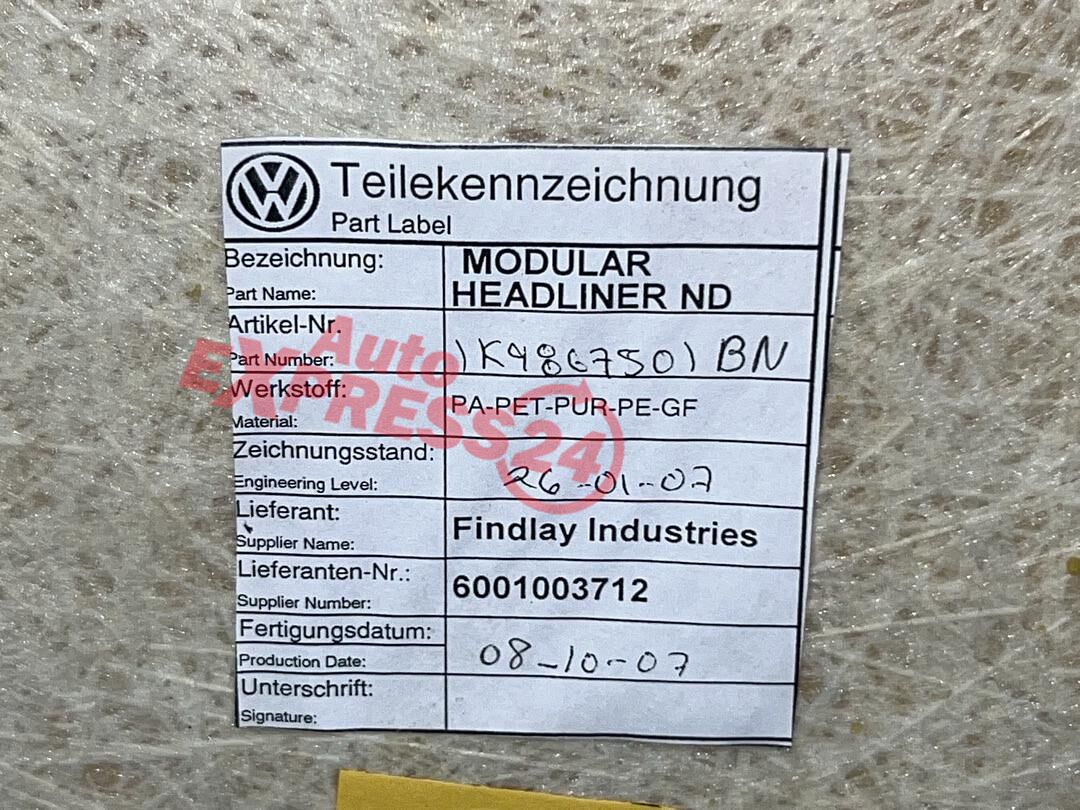 Teilekennzeichnung
Part Label
Bezeichnung:
Part Name:
MODULAR
HEADLINER ND
Artikel-Nr.
Part Number:
1K4867501 BN
Werkstoff:
Material:
PA-PET-PUR-PE-GF
Zeichnungsstand:
Engineering Level:
26-01-07
Lieferant:
Supplier Name:
Findlay Industries
Lieferanten-Nr.:
Supplier Number:
6001003712
Fertigungsdatum:
Production Date:
08-10-07
Unterschrift:
Signature:
Auto
EXPRESS24